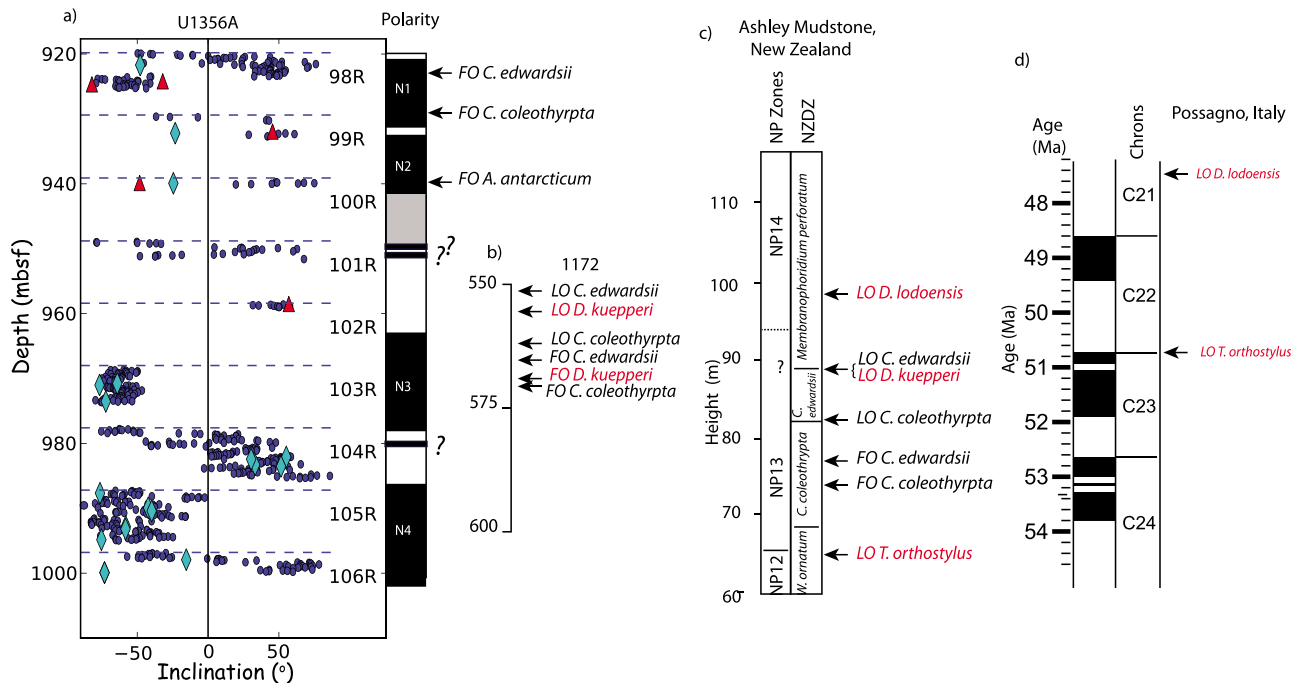 a)
U1356A
Polarity
920
940
960
980
1000
Depth (mbsf)
−50
0
50
Inclination (°)
98R
99R
100R
101R
102R
103R
104R
105R
106R
N1
N2
N3
N4
?
?
?
FO C. edwardsii
FO C. coleothyrpta
FO A. antarcticum
b)
1172
550
575
600
LO C. edwardsii
LO D. kuepperi
LO C. coleothyrpta
FO C. edwardsii
FO D. kuepperi
FO C. coleothyrpta
c)
Ashley Mudstone,
New Zealand
NP Zones
NZDZ
Height (m)
110
100
90
80
70
60
NP14
?
NP13
NP12
Membranophoridium perforatum
C.
edwardsii
C. coleothrypta
W. ornatum
LO D. lodoensis
LO C. edwardsii
LO D. kuepperi
LO C. coleothyrpta
FO C. edwardsii
FO C. coleothyrpta
LO T. orthostylus
d)
Age
(Ma)
Chrons
Possagno, Italy
Age (Ma)
48
49
50
51
52
53
54
C21
C22
C23
C24
LO D. lodoensis
LO T. orthostylus